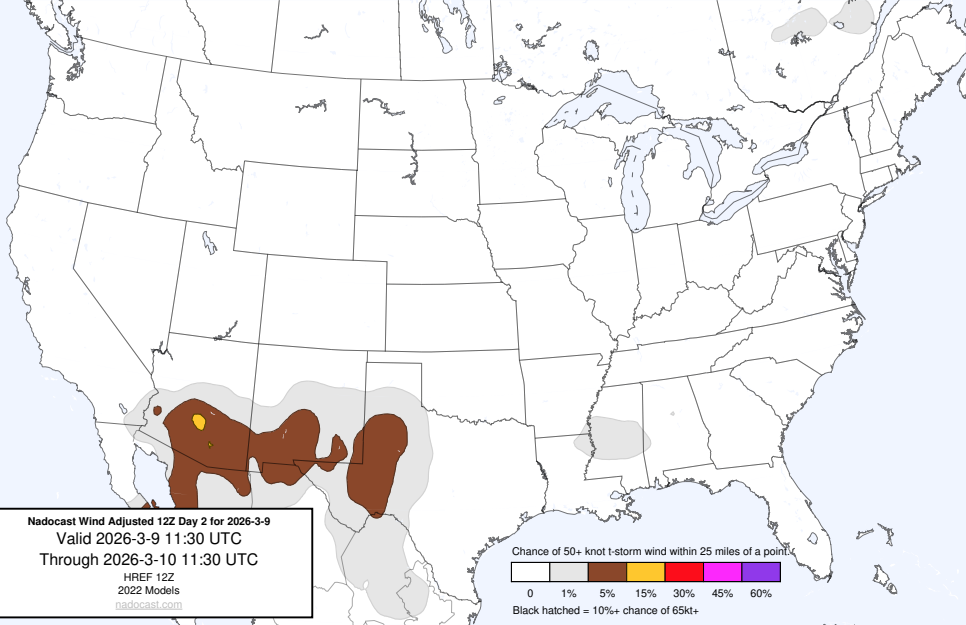 Nadocast Wind Adjusted 12Z Day 2 for 2026-3-9
Valid 2026-3-9 11:30 UTC
Through 2026-3-10 11:30 UTC
HREF 12Z
2022 Models
nadocast.com
Chance of 50+ knot t-storm wind within 25 miles of a point.
0 1% 5% 15% 30% 45% 60%
Black hatched = 10%+ chance of 65kt+